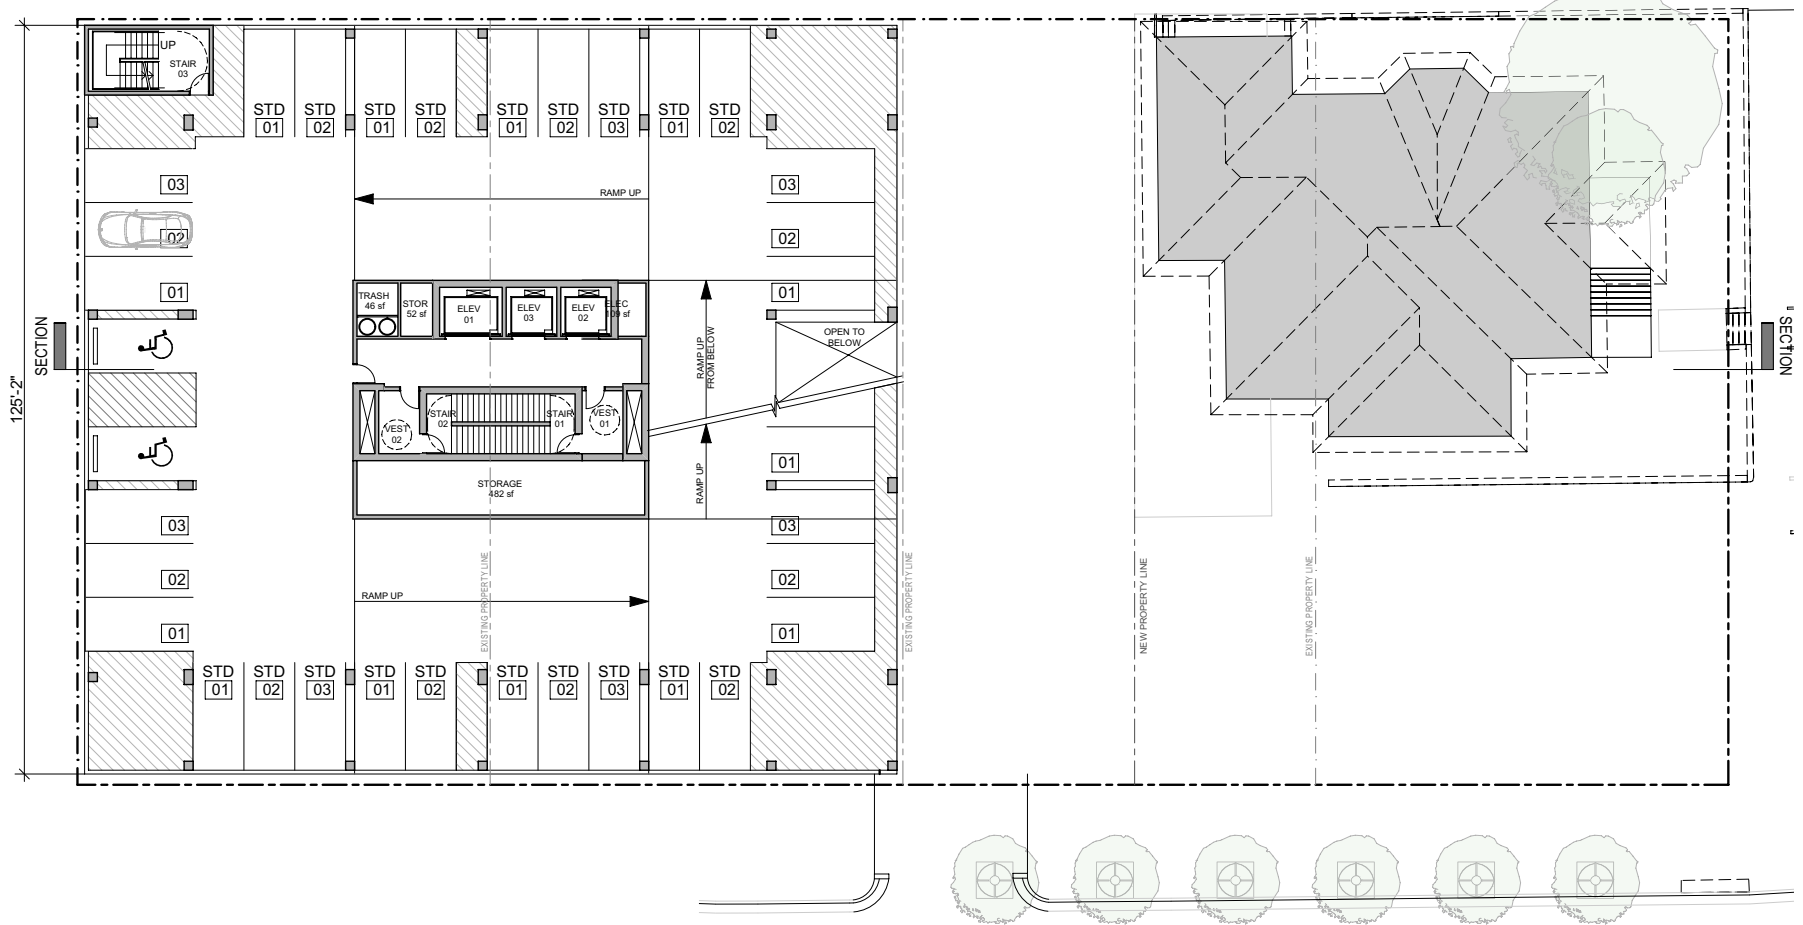 UP
STAIR
03
STD STD STD STD STD STD STD STD STD
01 02 01 02 01 02 03 01 02
03
03
RAMP UP
02
02
01
01
TRASH
46 sf
STOR
52 sf
ELEV
01
ELEV
03
ELEV
02
ELEC
109 sf
OPEN TO
BELOW
RAMP UP
FROM BELOW
SECTION
SECTION
125'-2"
STAIR
02
STAIR
01
VEST
02
VEST
01
RAMP UP
01
STORAGE
482 sf
03
03
02
02
RAMP UP
01
01
EXISTING PROPERTY LINE
EXISTING PROPERTY LINE
NEW PROPERTY LINE
EXISTING PROPERTY LINE
STD STD STD STD STD STD STD STD STD STD
01 02 03 01 02 01 02 03 01 02